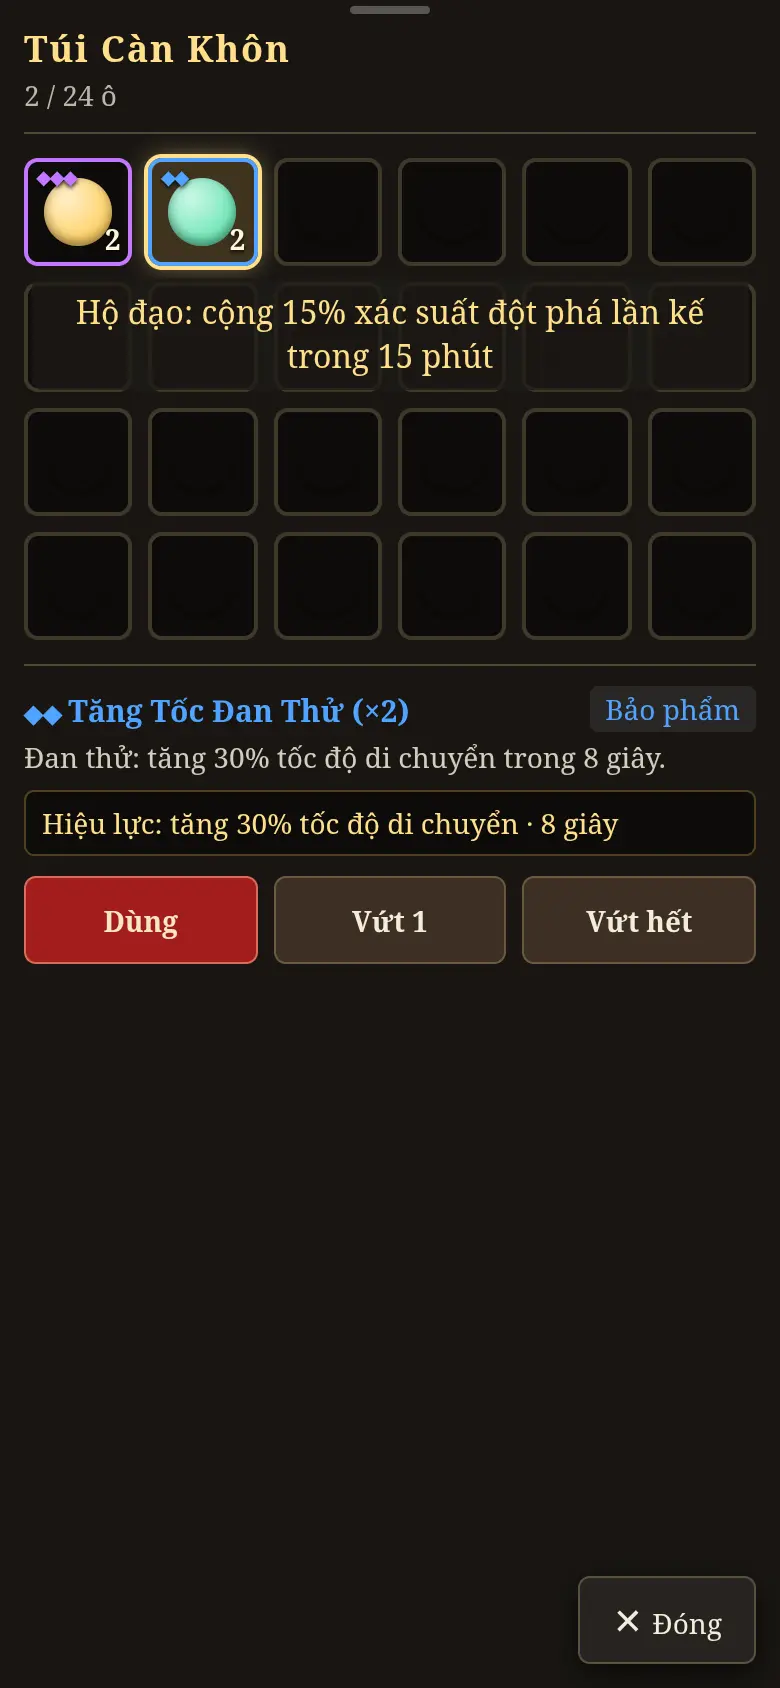 Túi Càn Khôn
2 / 24 ô
2
2
Hộ đạo: cộng 15% xác suất đột phá lần kế
trong 15 phút
Tăng Tốc Đan Thử (×2)
Bảo phẩm
Đan thử: tăng 30% tốc độ di chuyển trong 8 giây.
Hiệu lực: tăng 30% tốc độ di chuyển · 8 giây
Dùng
Vứt 1
Vứt hết
✕ Đóng